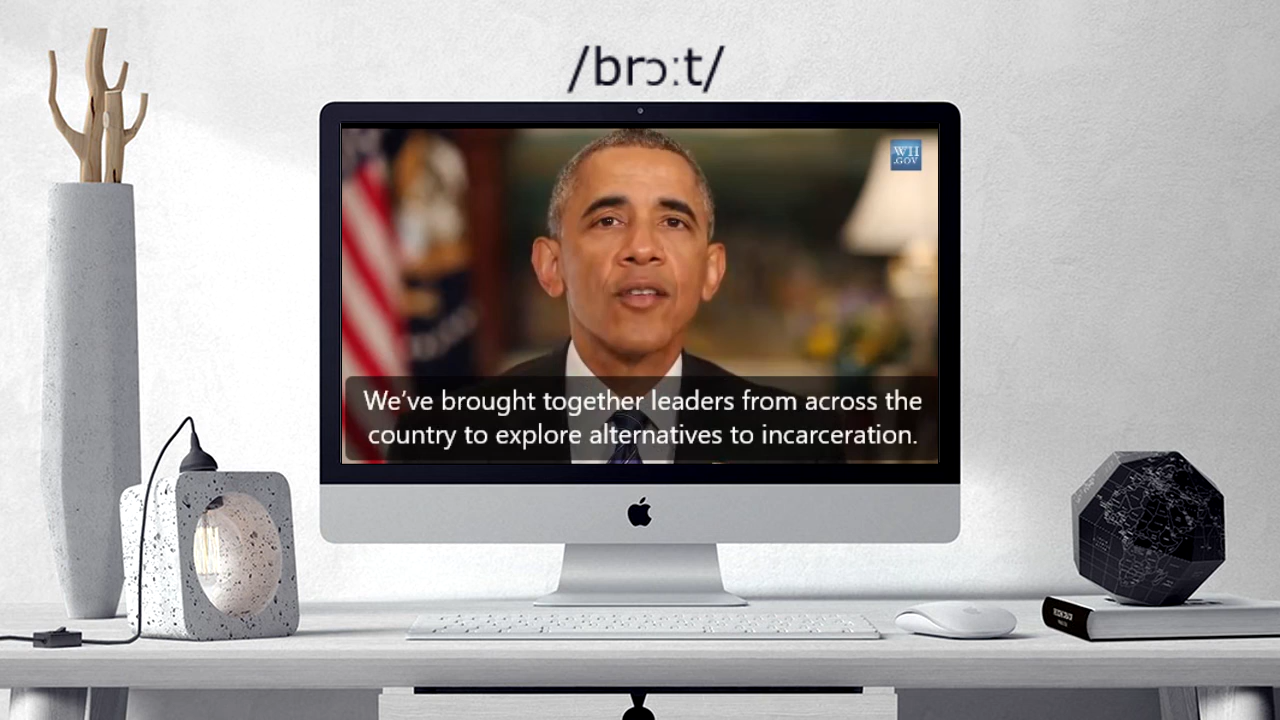 /brɔːt/
WH
.GOV
We’ve brought together leaders from across the
country to explore alternatives to incarceration.